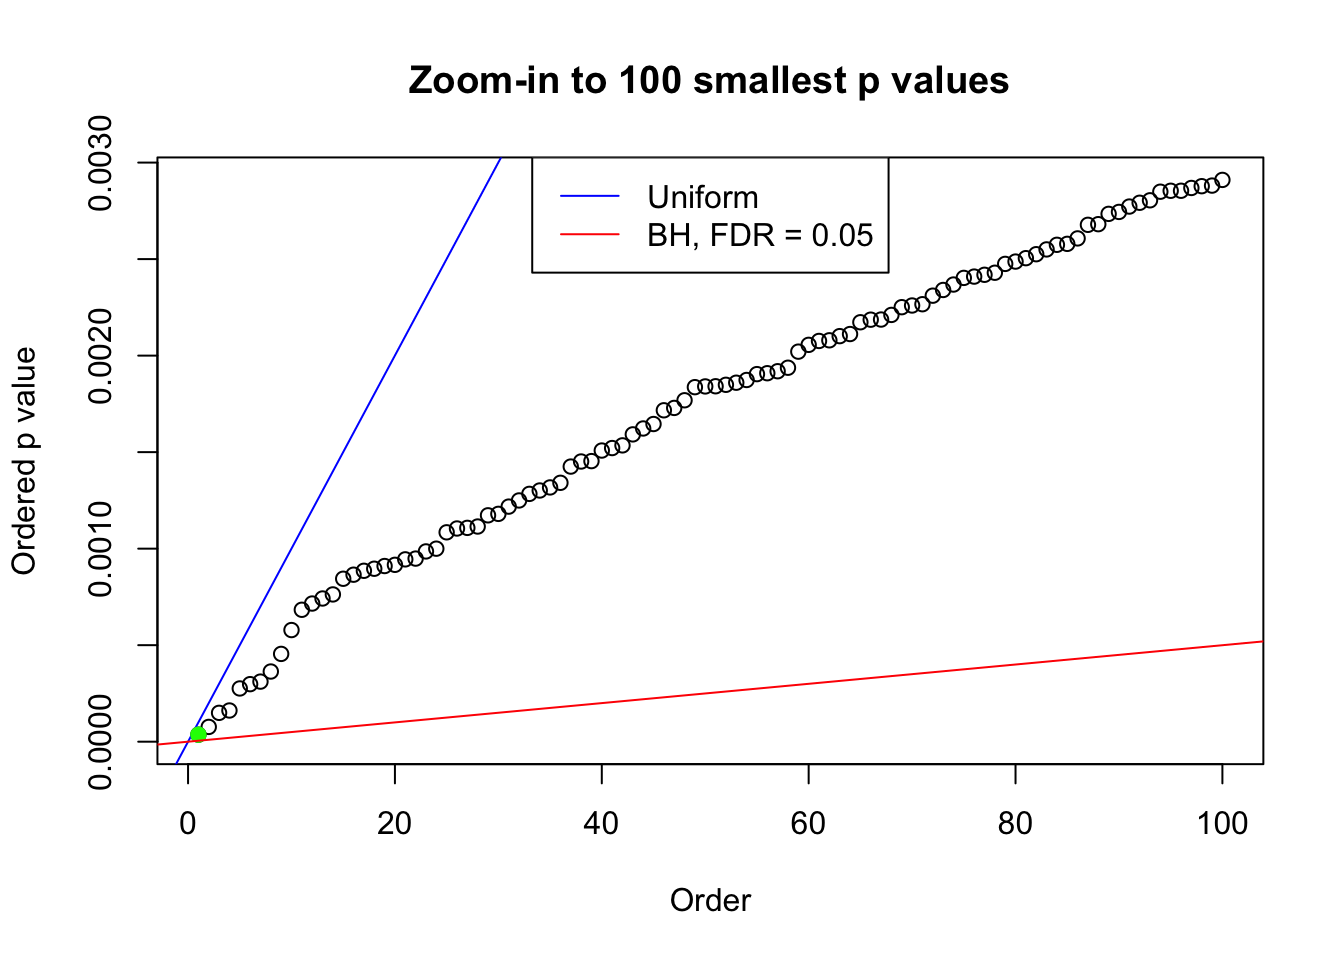 Zoom-in to 100 smallest p values
Uniform
BH, FDR = 0.05
Ordered p value
0.0000
0.0010
0.0020
0.0030
0
20
40
60
80
100
Order